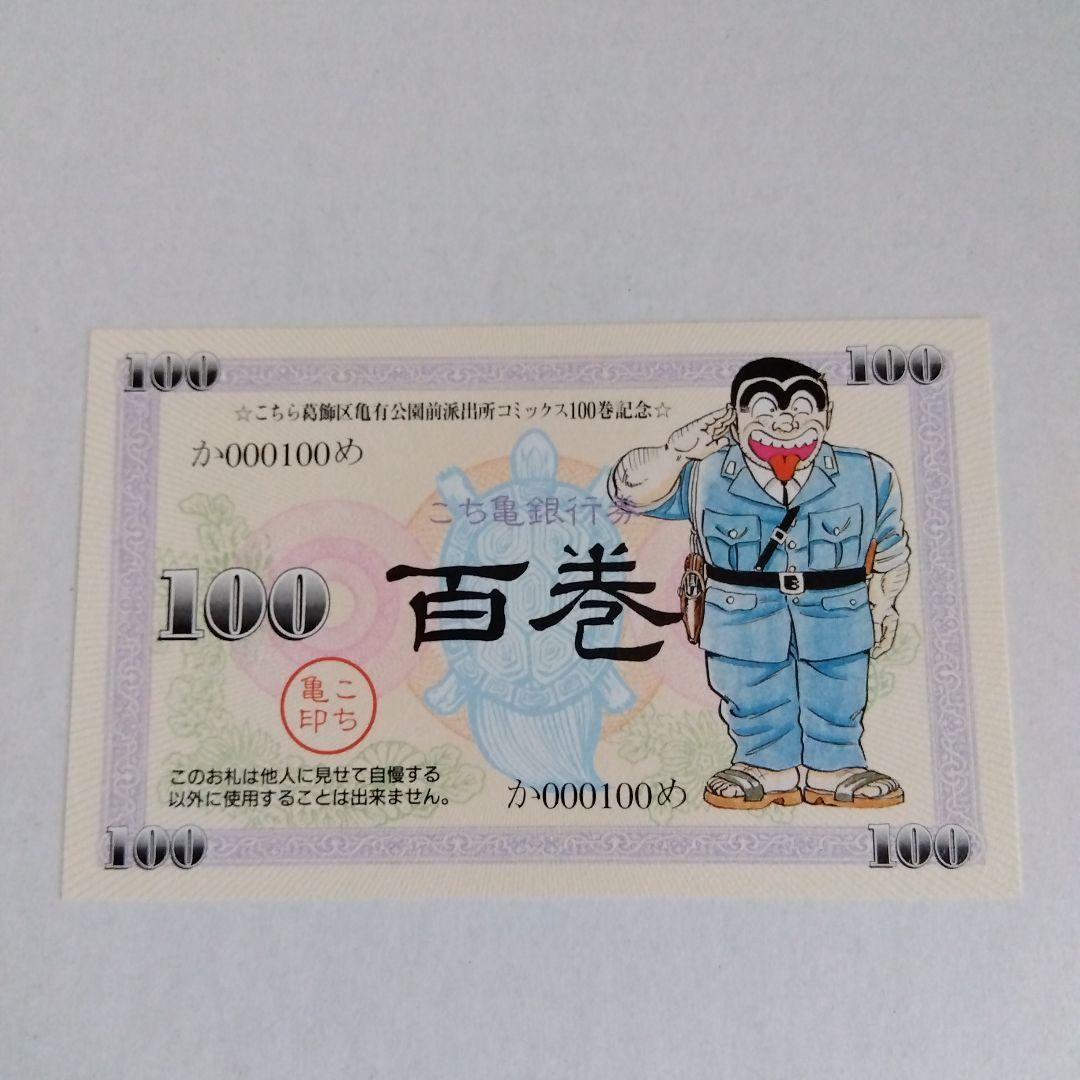 100
100
☆こちら葛飾区亀有公園前派出所コミックス100巻記念☆
か000100め
こち亀銀行券
100
百巻
こち
亀印
このお札は他人に見せて自慢する
以外に使用することは出来ません。
か000100め
100
100